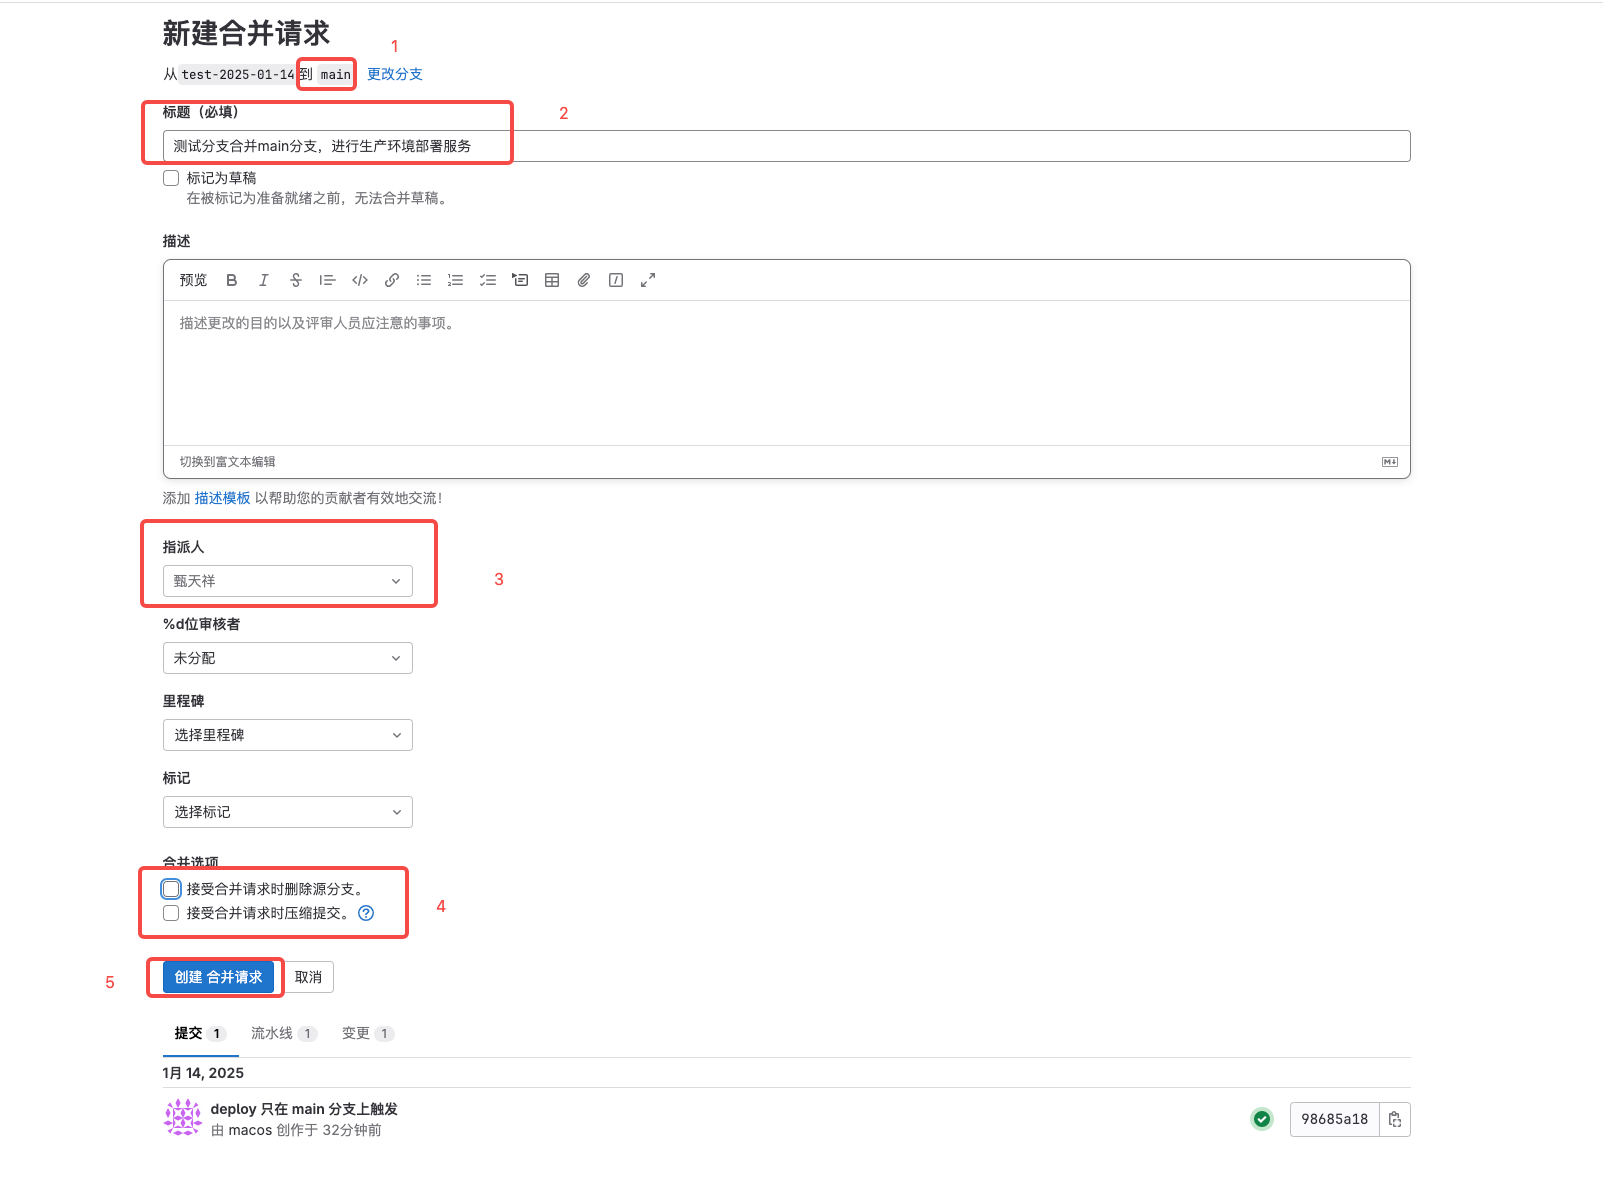 新建合并请求
1
从 test-2025-01-14 到 main 更改分支
标题（必填）
2
测试分支合并main分支，进行生产环境部署服务
标记为草稿
在被标记为准备就绪之前，无法合并草稿。
描述
预览
描述更改的目的以及评审人员应注意的事项。
切换到富文本编辑
添加 描述模板 以帮助您的贡献者有效地交流！
指派人
甄天祥
3
%d位审核者
未分配
里程碑
选择里程碑
标记
选择标记
合并选项
接受合并请求时删除源分支。
接受合并请求时压缩提交。
4
5
创建 合并请求 取消
提交 1 流水线 1 变更 1
1月 14, 2025
deploy 只在 main 分支上触发
由 macos 创作于 32分钟前
98685a18